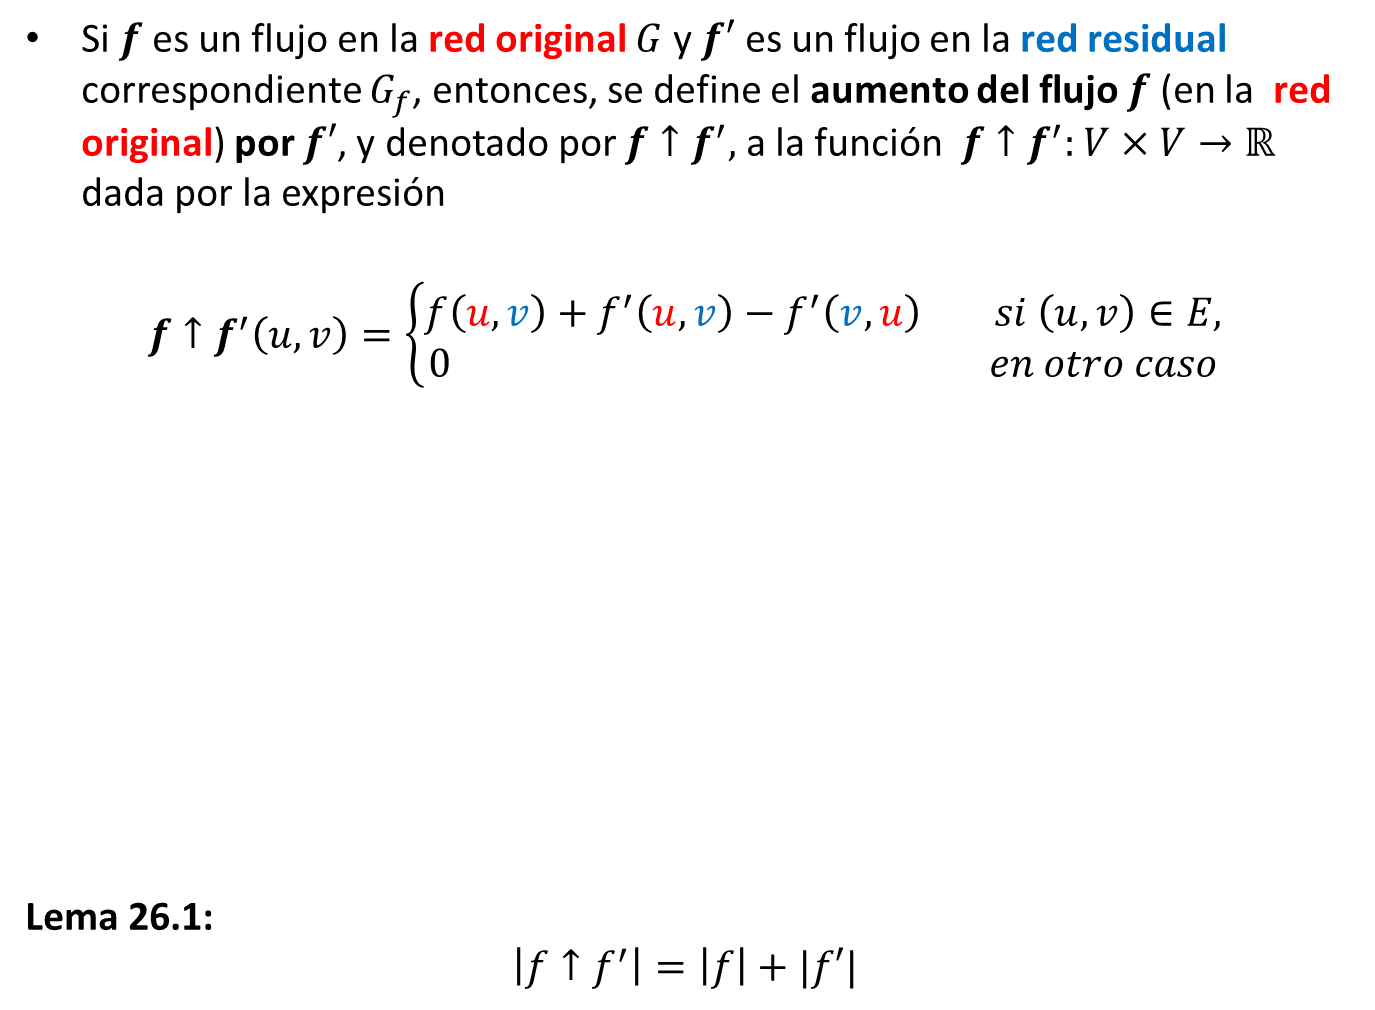 • Si 𝒇 es un flujo en la red original 𝐺 y 𝒇′ es un flujo en la red residual
correspondiente 𝐺𝑓, entonces, se define el aumento del flujo 𝒇 (en la red
original) por 𝒇′, y denotado por 𝒇 ↑ 𝒇′, a la función 𝒇 ↑ 𝒇′: 𝑉 × 𝑉 → ℝ
dada por la expresión
𝒇 ↑ 𝒇′(𝑢, 𝑣) = {𝑓(𝑢, 𝑣) + 𝑓′(𝑢, 𝑣) − 𝑓′(𝑣, 𝑢) 𝑠𝑖 (𝑢, 𝑣) ∈ 𝐸,
0 𝑒𝑛 𝑜𝑡𝑟𝑜 𝑐𝑎𝑠𝑜
Lema 26.1:
|𝑓 ↑ 𝑓′| = |𝑓| + |𝑓′|